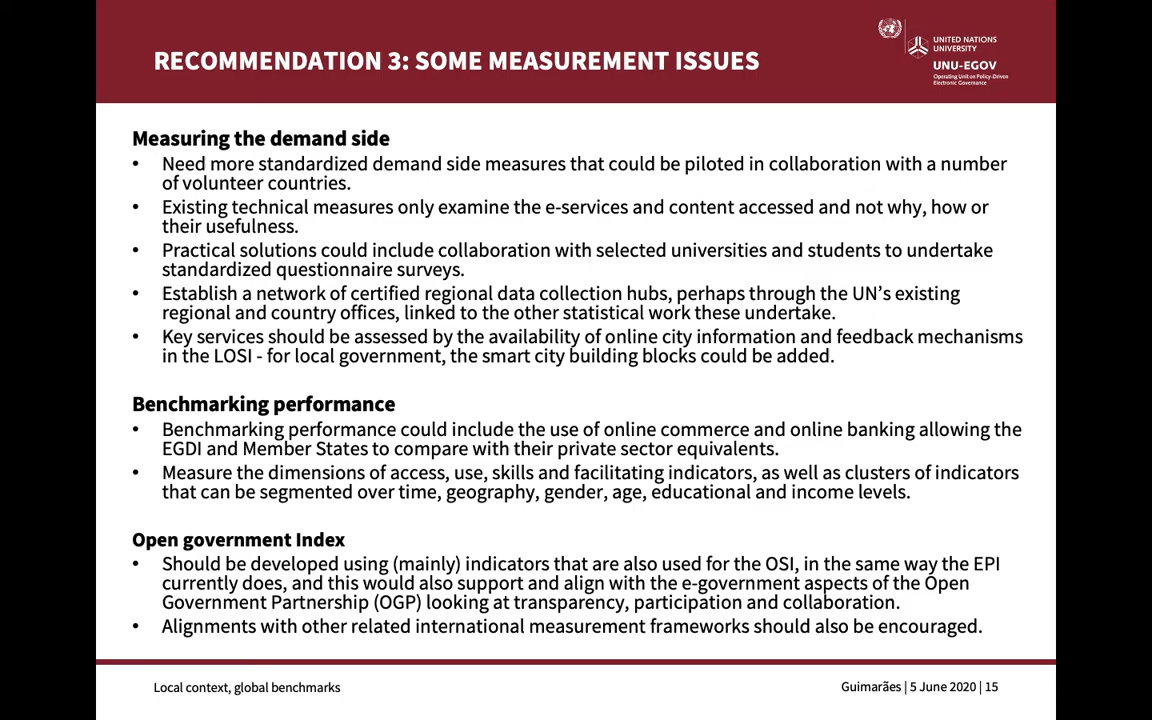 RECOMMENDATION 3: SOME MEASUREMENT ISSUES
UNITED NATIONS
UNIVERSITY
UNU-EGOV
Operating Unit on Policy-Driven
Electronic Governance
Measuring the demand side
• Need more standardized demand side measures that could be piloted in collaboration with a number
of volunteer countries.
• Existing technical measures only examine the e-services and content accessed and not why, how or
their usefulness.
• Practical solutions could include collaboration with selected universities and students to undertake
standardized questionnaire surveys.
• Establish a network of certified regional data collection hubs, perhaps through the UN's existing
regional and country offices, linked to the other statistical work these undertake.
• Key services should be assessed by the availability of online city information and feedback mechanisms
in the LOSI - for local government, the smart city building blocks could be added.
Benchmarking performance
• Benchmarking performance could include the use of online commerce and online banking allowing the
EGDI and Member States to compare with their private sector equivalents.
• Measure the dimensions of access, use, skills and facilitating indicators, as well as clusters of indicators
that can be segmented over time, geography, gender, age, educational and income levels.
Open government Index
• Should be developed using (mainly) indicators that are also used for the OSI, in the same way the EPI
currently does, and this would also support and align with the e-government aspects of the Open
Government Partnership (OGP) looking at transparency, participation and collaboration.
• Alignments with other related international measurement frameworks should also be encouraged.
Local context, global benchmarks
Guimarães | 5 June 2020 | 15